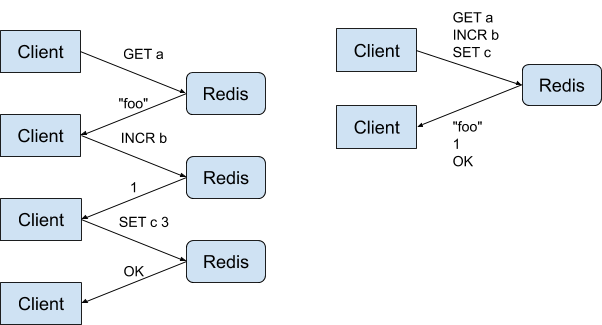 Client
GET a
Redis
"foo"
Client
INCR b
Redis
1
Client
SET c 3
Redis
OK
Client
GET a
INCR b
SET c
Client
Redis
Client
"foo"
1
OK